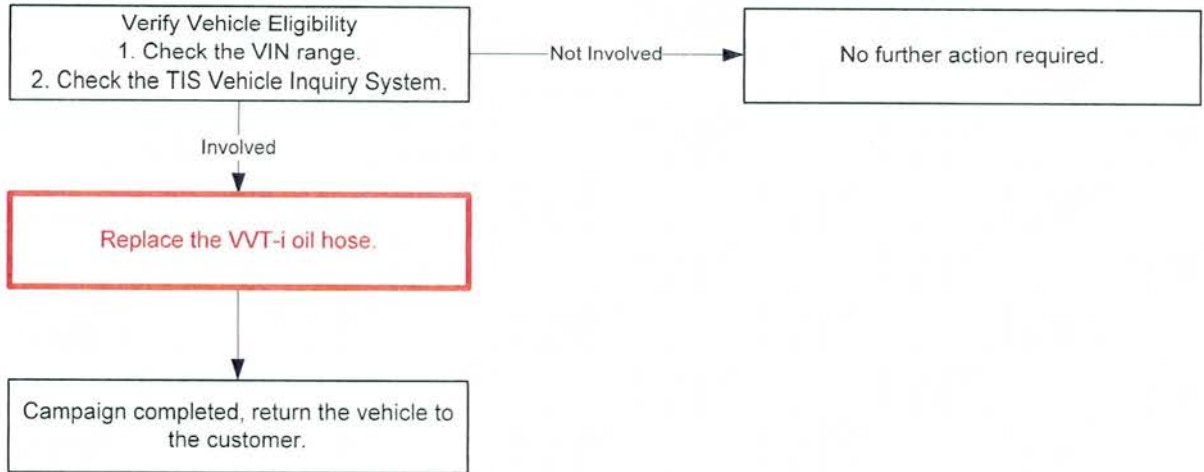 Verify Vehicle Eligibility
1. Check the VIN range.
2. Check the TIS Vehicle Inquiry System.
Not Involved
No further action required.
Involved
Replace the VVT-i oil hose.
Campaign completed, return the vehicle to
the customer.